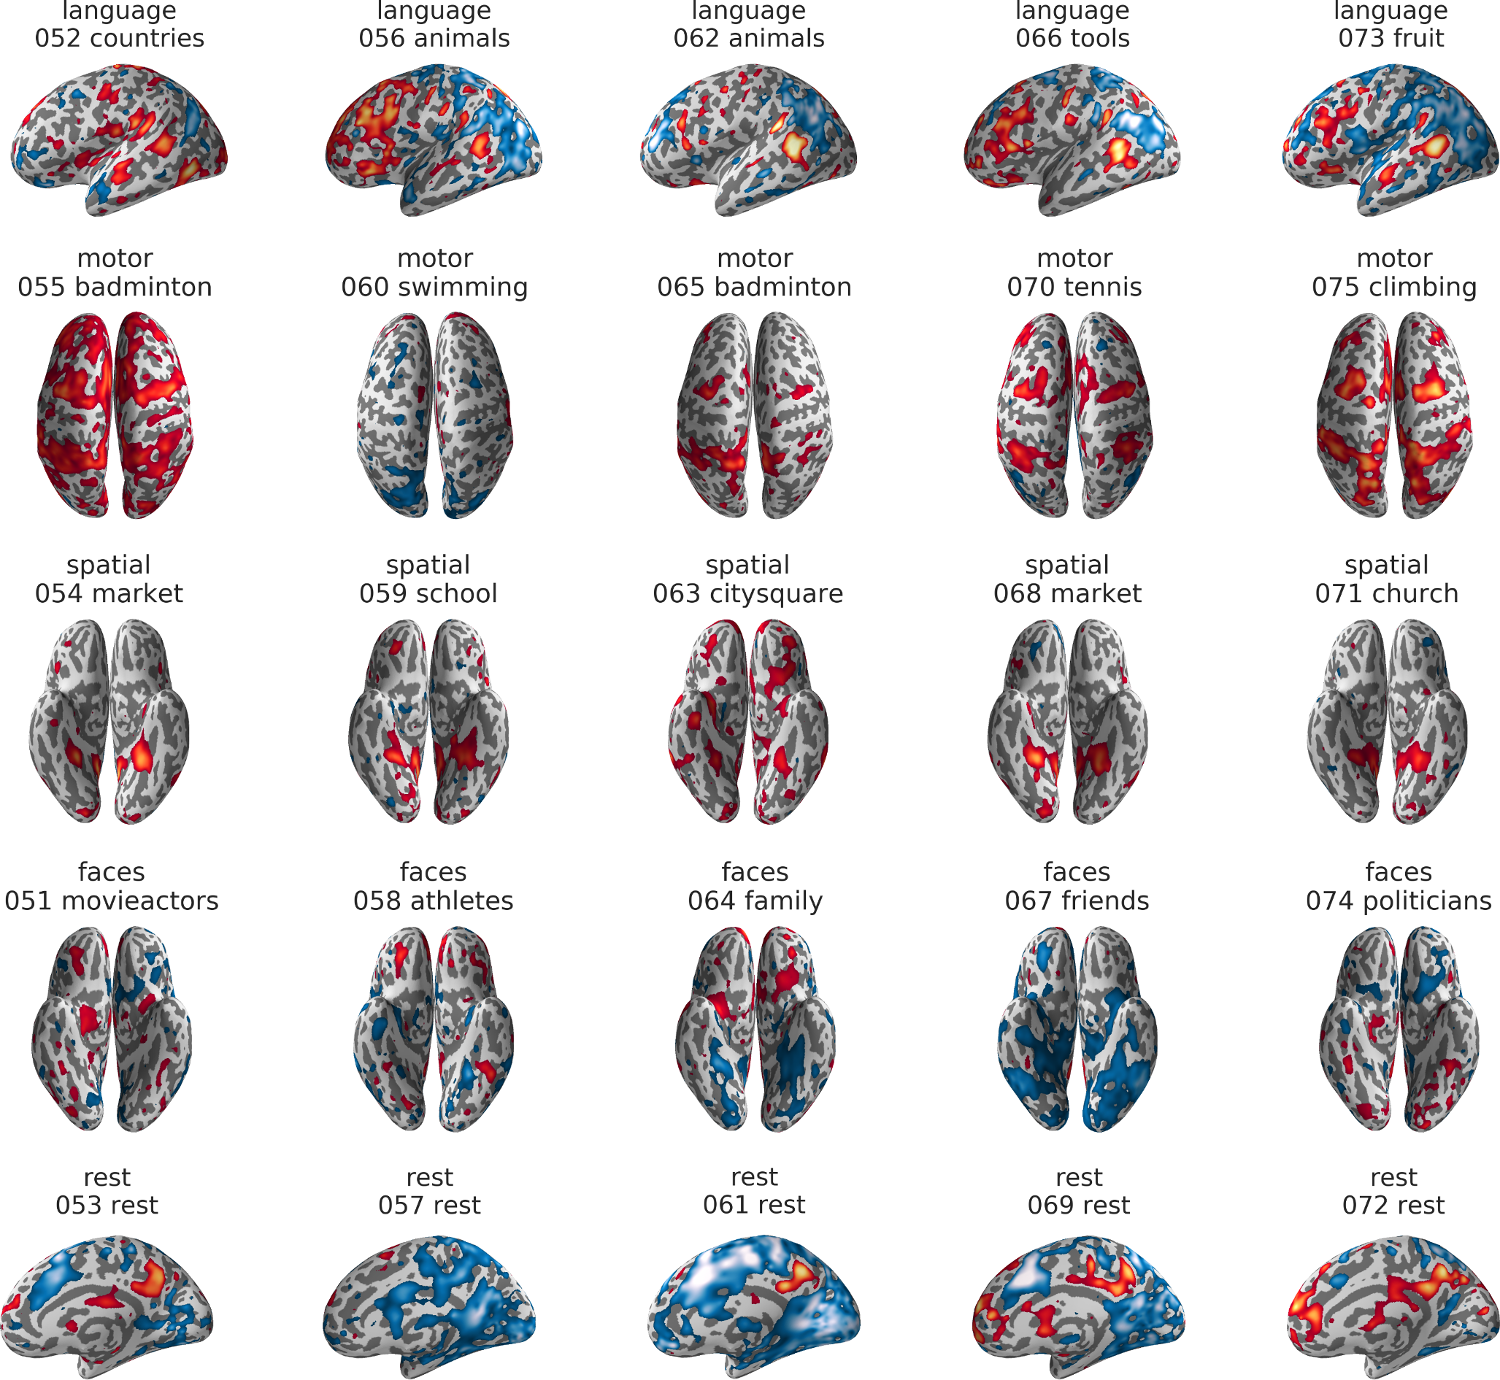 language language language language language
052 countries 056 animals 062 animals 066 tools 073 fruit
motor motor motor motor motor
055 badminton 060 swimming 065 badminton 070 tennis 075 climbing
spatial spatial spatial spatial spatial
054 market 059 school 063 citysquare 068 market 071 church
faces faces faces faces faces
051 movieactors 058 athletes 064 family 067 friends 074 politicians
rest rest rest rest rest
053 rest 057 rest 061 rest 069 rest 072 rest